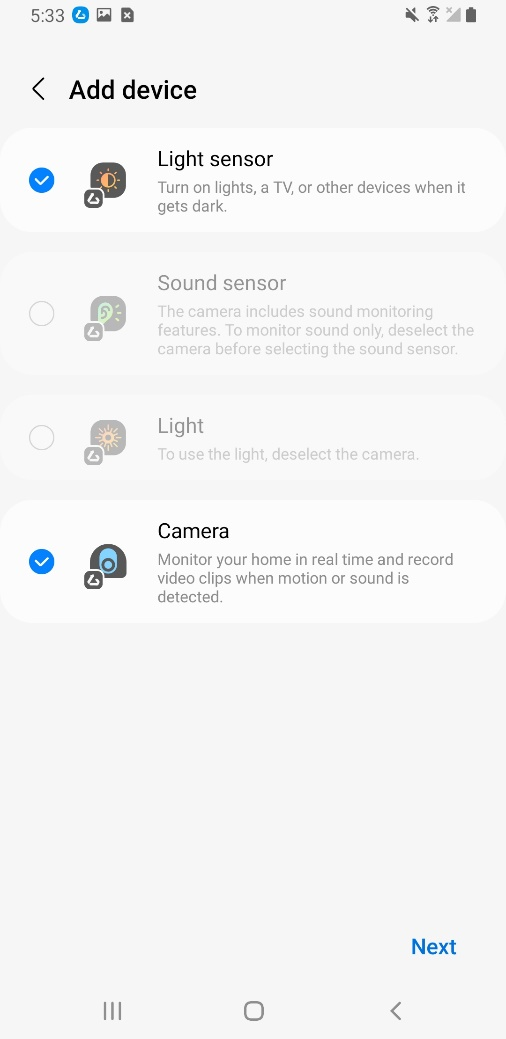 5:33
Add device
Light sensor
Turn on lights, a TV, or other devices when it
gets dark.
Sound sensor
The camera includes sound monitoring
features. To monitor sound only, deselect the
camera before selecting the sound sensor.
Light
To use the light, deselect the camera.
Camera
Monitor your home in real time and record
video clips when motion or sound is
detected.
Next